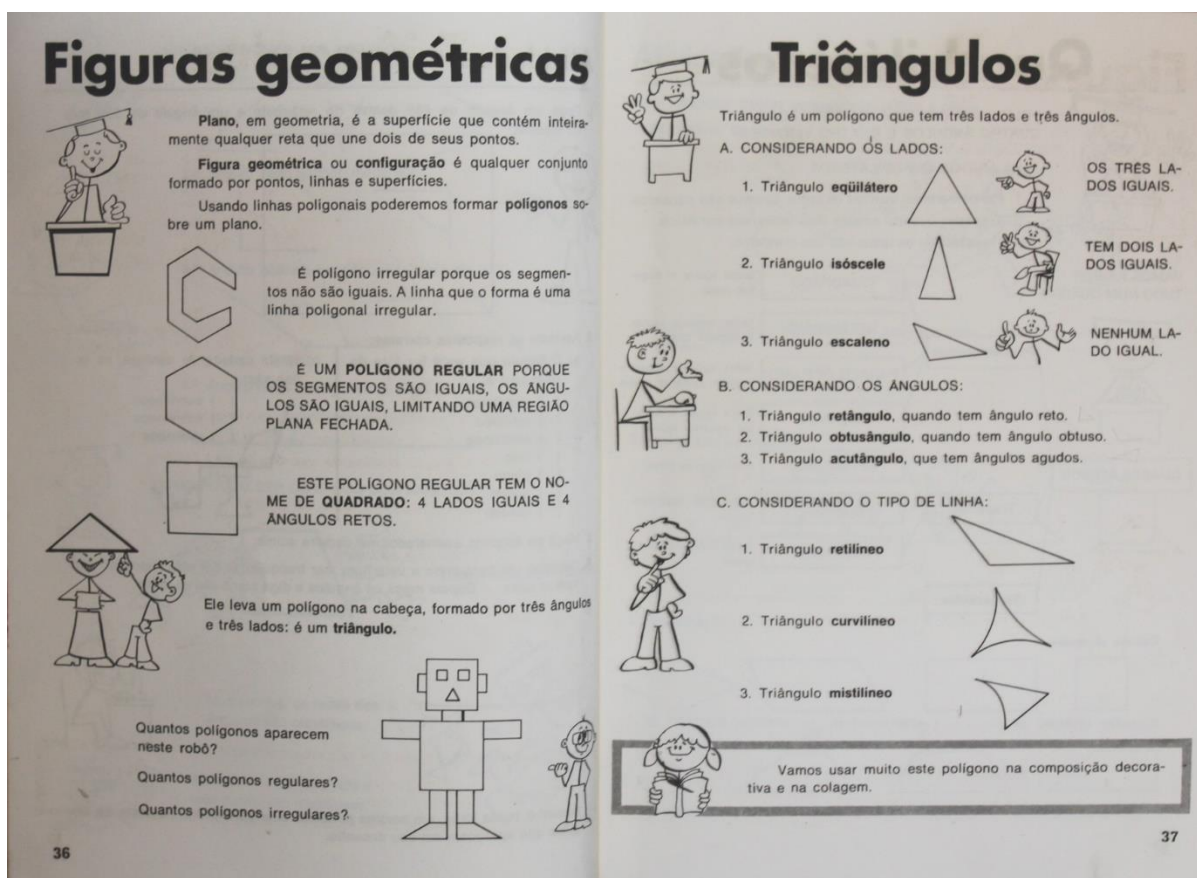 Figuras geométricas
Plano, em geometria, é a superfície que contém inteira-
mente qualquer reta que une dois de seus pontos.
Figura geométrica ou configuração é qualquer conjunto
formado por pontos, linhas e superfícies.
Usando linhas poligonais poderemos formar polígonos so-
bre um plano.
É polígono irregular porque os segmen-
tos não são iguais. A linha que o forma é uma
linha poligonal irregular.
É UM POLÍGONO REGULAR PORQUE
OS SEGMENTOS SÃO IGUAIS, OS ÂNGU-
LOS SÃO IGUAIS, LIMITANDO UMA REGIÃO
PLANA FECHADA.
ESTE POLÍGONO REGULAR TEM O NO-
ME DE QUADRADO: 4 LADOS IGUAIS E 4
ÂNGULOS RETOS.
Ele leva um polígono na cabeça, formado por três ângulos
e três lados: é um triângulo.
Quantos polígonos aparecem
neste robô?
Quantos polígonos regulares?
Quantos polígonos irregulares?
36
Triângulos
Triângulo é um polígono que tem três lados e três ângulos.
A. CONSIDERANDO OS LADOS:
1. Triângulo eqüilátero
OS TRÊS LA-
DOS IGUAIS.
2. Triângulo isóscele
TEM DOIS LA-
DOS IGUAIS.
3. Triângulo escaleno
NENHUM LA-
DO IGUAL.
B. CONSIDERANDO OS ÂNGULOS:
1. Triângulo retângulo, quando tem ângulo reto.
2. Triângulo obtusângulo, quando tem ângulo obtuso.
3. Triângulo acutângulo, que tem ângulos agudos.
C. CONSIDERANDO O TIPO DE LINHA:
1. Triângulo retilíneo
2. Triângulo curvilíneo
3. Triângulo mistilíneo
Vamos usar muito este polígono na composição decora-
tiva e na colagem.
37